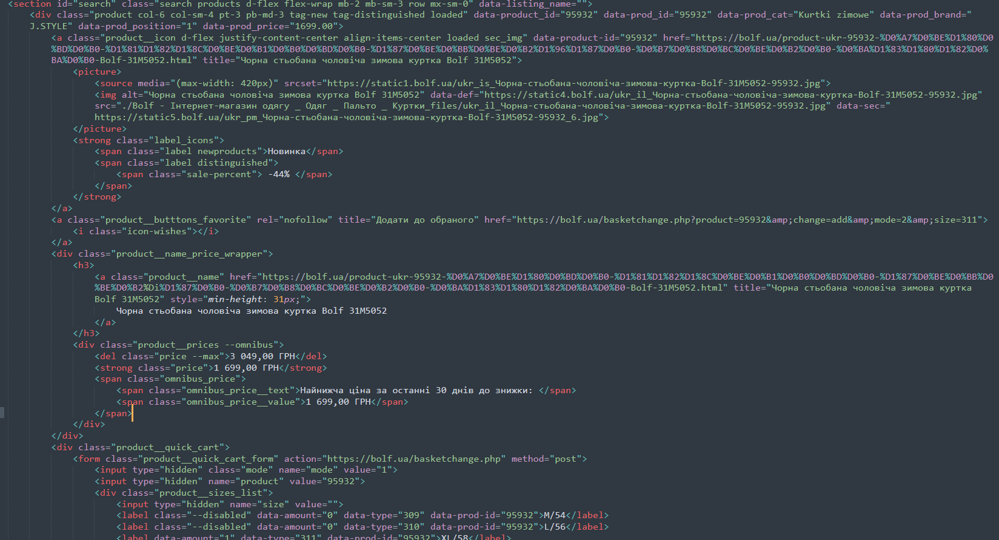 <section id="search" class="search products d-flex flex-wrap mb-2 mb-sm-3 row mx-sm-0" data-listing_name="">
<div class="product col-6 col-sm-4 pt-3 pb-md-3 tag-new tag-distinguished loaded" data-product_id="95932" data-prod_id="95932" data-prod_cat="Kurtki zimowe" data-prod_brand="
J.STYLE" data-prod_position="1" data-prod_price="1699.00">
<a class="product__icon d-flex justify-content-center align-items-center loaded sec_img" data-product-id="95932" href="https://bolf.ua/product-ukr-95932-%D0%A7%D0%BE%D1%80%D0
%BD%D0%B0-%D1%81%D1%82%D1%8C%D0%BE%D0%B1%D0%B0%D0%BD%D0%B0-%D1%87%D0%BE%D0%BB%D0%BE%D0%B2%D1%96%D1%87%D0%B0-%D0%B7%D0%B8%D0%BC%D0%BE%D0%B2%D0%B0-%D0%BA%D1%83%D1%80%D1%82%D0%
BA%D0%B0-Bolf-31M5052.html" title="Чорна стьобана чоловіча зимова куртка Bolf 31M5052">
<picture>
<source media="(max-width: 420px)" srcset="https://static1.bolf.ua/ukr_is_Чорна-стьобана-чоловіча-зимова-куртка-Bolf-31M5052-95932.jpg">
<img alt="Чорна стьобана чоловіча зимова куртка Bolf 31M5052" data-def="https://static4.bolf.ua/ukr_il_Чорна-стьобана-чоловіча-зимова-куртка-Bolf-31M5052-95932.jpg"
src="./Bolf - Інтернет-магазин одягу _ Одяг _ Пальто _ Куртки_files/ukr_il_Чорна-стьобана-чоловіча-зимова-куртка-Bolf-31M5052-95932.jpg" data-sec="
https://static5.bolf.ua/ukr_pm_Чорна-стьобана-чоловіча-зимова-куртка-Bolf-31M5052-95932_6.jpg">
</picture>
<strong class="label_icons">
<span class="label newproducts">Новинка</span>
<span class="label distinguished">
<span class="sale-percent"> -44% </span>
</span>
</strong>
</a>
<a class="product__butttons_favorite" rel="nofollow" title="Додати до обраного" href="https://bolf.ua/basketchange.php?product=95932&amp;change=add&amp;mode=2&amp;size=311">
<i class="icon-wishes"></i>
</a>
<div class="product__name_price_wrapper">
<h3>
<a class="product__name" href="https://bolf.ua/product-ukr-95932-%D0%A7%D0%BE%D1%80%D0%BD%D0%B0-%D1%81%D1%82%D1%8C%D0%BE%D0%B1%D0%B0%D0%BD%D0%B0-%D1%87%D0%BE%D0%BB%D0
%BE%D0%B2%Di%D1%87%D0%B0-%D0%B7%D0%B8%D0%BC%D0%BE%D0%B2%D0%B0-%D0%BA%D1%83%D1%80%D1%82%D0%BA%D0%B0-Bolf-31M5052.html" title="Чорна стьобана чоловіча зимова куртка
Bolf 31M5052" style="min-height: 31px;">
Чорна стьобана чоловіча зимова куртка Bolf 31M5052
</a>
</h3>
<div class="product__prices --omnibus">
<del class="price --max">3 049,00 ГРН</del>
<strong class="price">1 699,00 ГРН</strong>
<span class="omnibus_price">
<span class="omnibus_price__text">Найнижча ціна за останні 30 днів до знижки: </span>
<span class="omnibus_price__value">1 699,00 ГРН</span>
</span>
</div>
</div>
<div class="product__quick_cart">
<form class="product__quick_cart_form" action="https://bolf.ua/basketchange.php" method="post">
<input type="hidden" class="mode" name="mode" value="1">
<input type="hidden" name="product" value="95932">
<div class="product__sizes_list">
<input type="hidden" name="size" value="">
<label class="--disabled" data-amount="0" data-type="309" data-prod-id="95932">M/54</label>
<label class="--disabled" data-amount="0" data-type="310" data-prod-id="95932">L/56</label>
<label data-amount="1" data-type="311" data-prod-id="95932">XL/58</label>